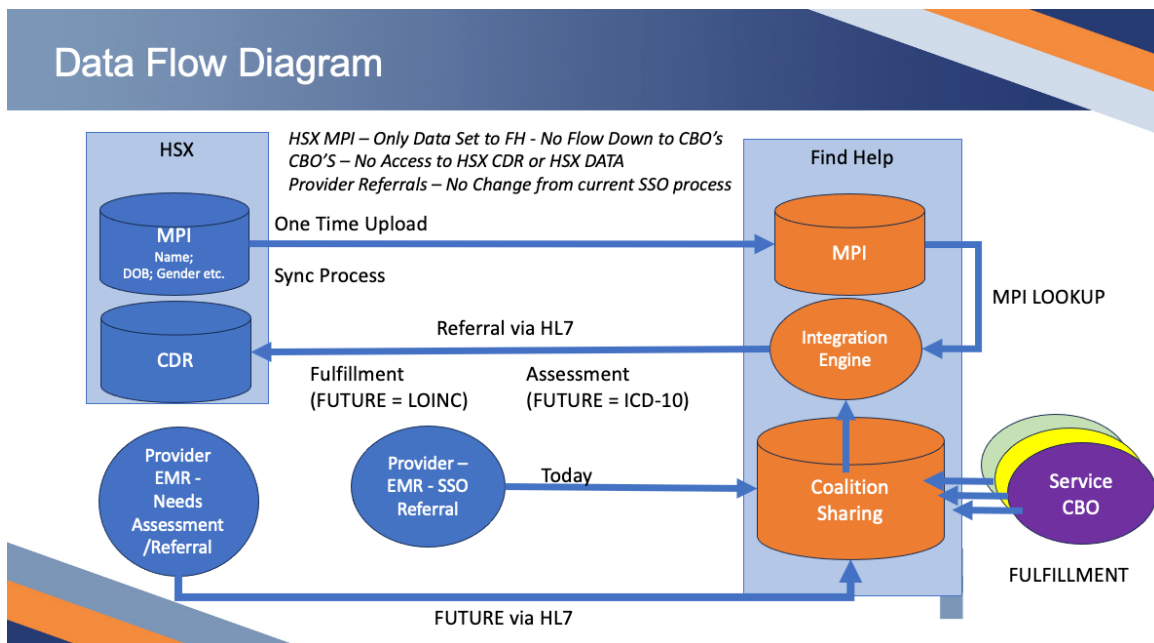 Data Flow Diagram
HSX MPI – Only Data Set to FH - No Flow Down to CBO's
CBO'S – No Access to HSX CDR or HSX DATA
Provider Referrals – No Change from current SSO process
HSX
MPI
Name;
DOB; Gender etc.
CDR
One Time Upload
Sync Process
Find Help
MPI
MPI LOOKUP
Integration
Engine
Referral via HL7
Fulfillment
(FUTURE = LOINC)
Assessment
(FUTURE = ICD-10)
Provider
EMR -
Needs
Assessment
/Referral
Provider –
EMR - SSO
Referral
Today
Coalition
Sharing
Service
CBO
FULFILLMENT
FUTURE via HL7